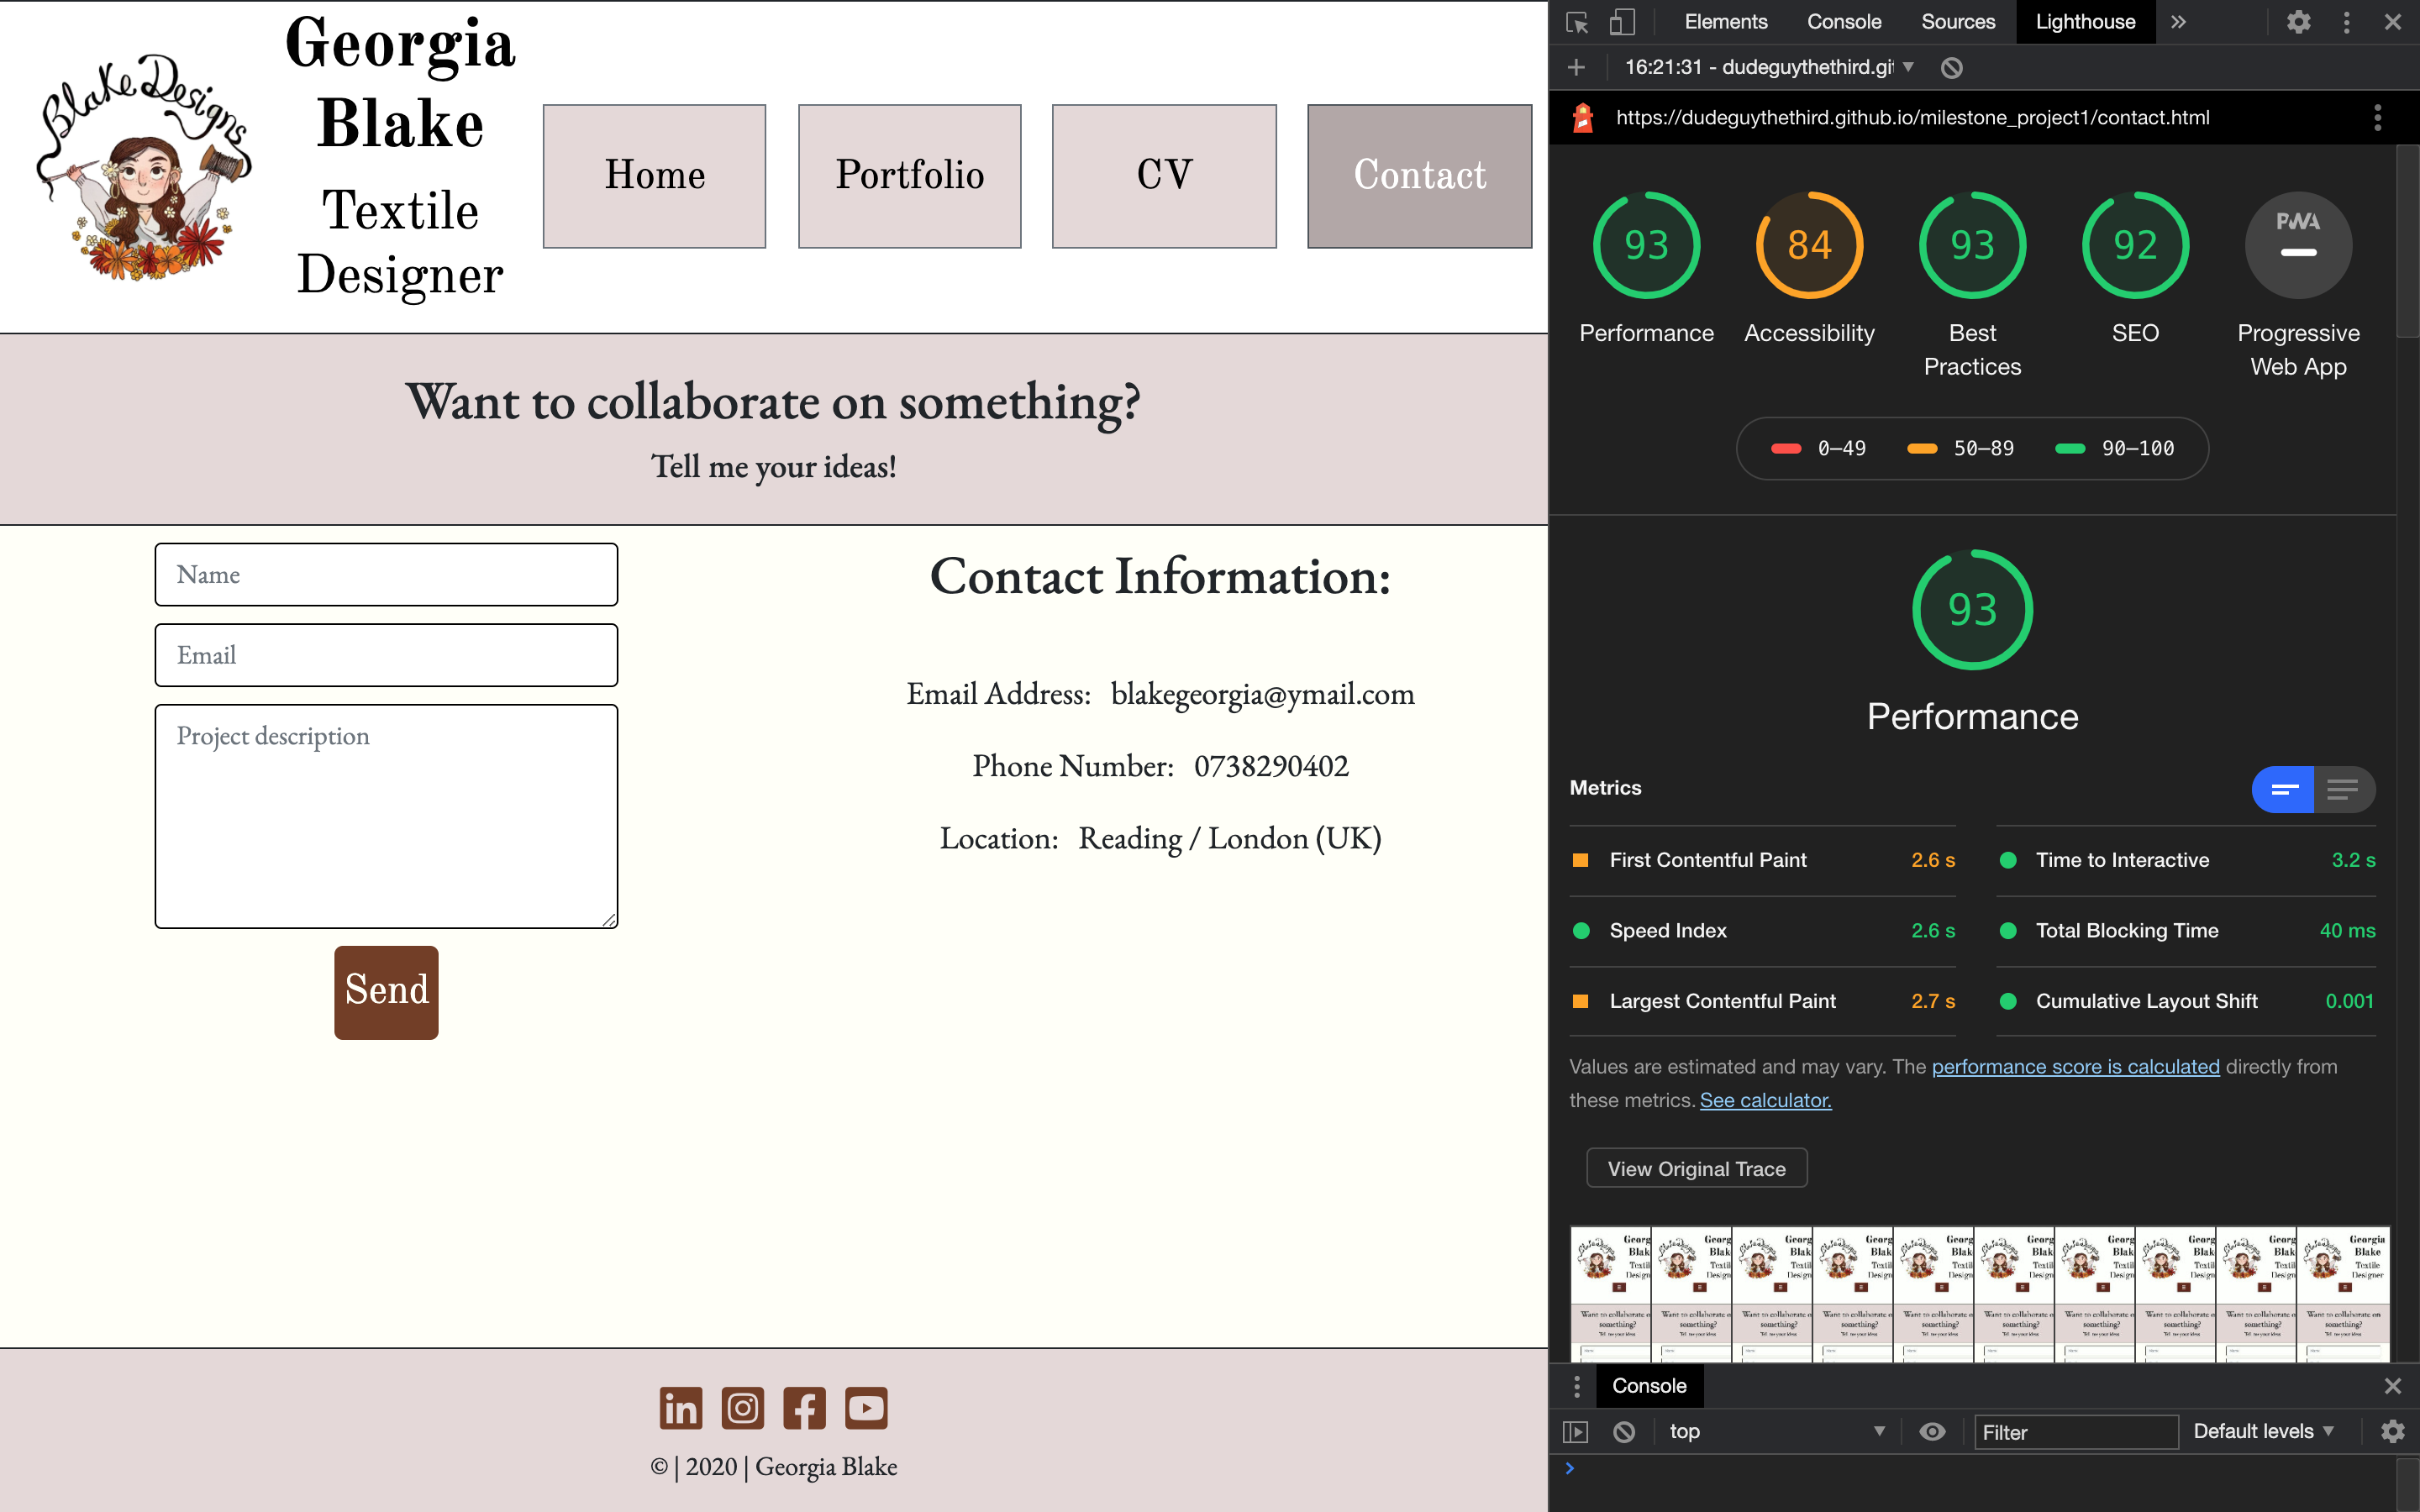 Blake Designs
Georgia
Blake
Textile
Designer
Home
Portfolio
CV
Contact
Want to collaborate on something?
Tell me your ideas!
Name
Email
Project description
Send
Contact Information:
Email Address: blakegeorgia@ymail.com
Phone Number: 0738290402
Location: Reading / London (UK)
© | 2020 | Georgia Blake
Elements Console Sources Lighthouse
16:21:31 - dudeguythethird.gi
https://dudeguythethird.github.io/milestone_project1/contact.html
93 84 93 92 PWA
Performance Accessibility Best Practices SEO Progressive Web App
0–49 50–89 90–100
93
Performance
Metrics
First Contentful Paint 2.6 s
Time to Interactive 3.2 s
Speed Index 2.6 s
Total Blocking Time 40 ms
Largest Contentful Paint 2.7 s
Cumulative Layout Shift 0.001
Values are estimated and may vary. The performance score is calculated directly from
these metrics. See calculator.
View Original Trace
Console
top Filter Default levels